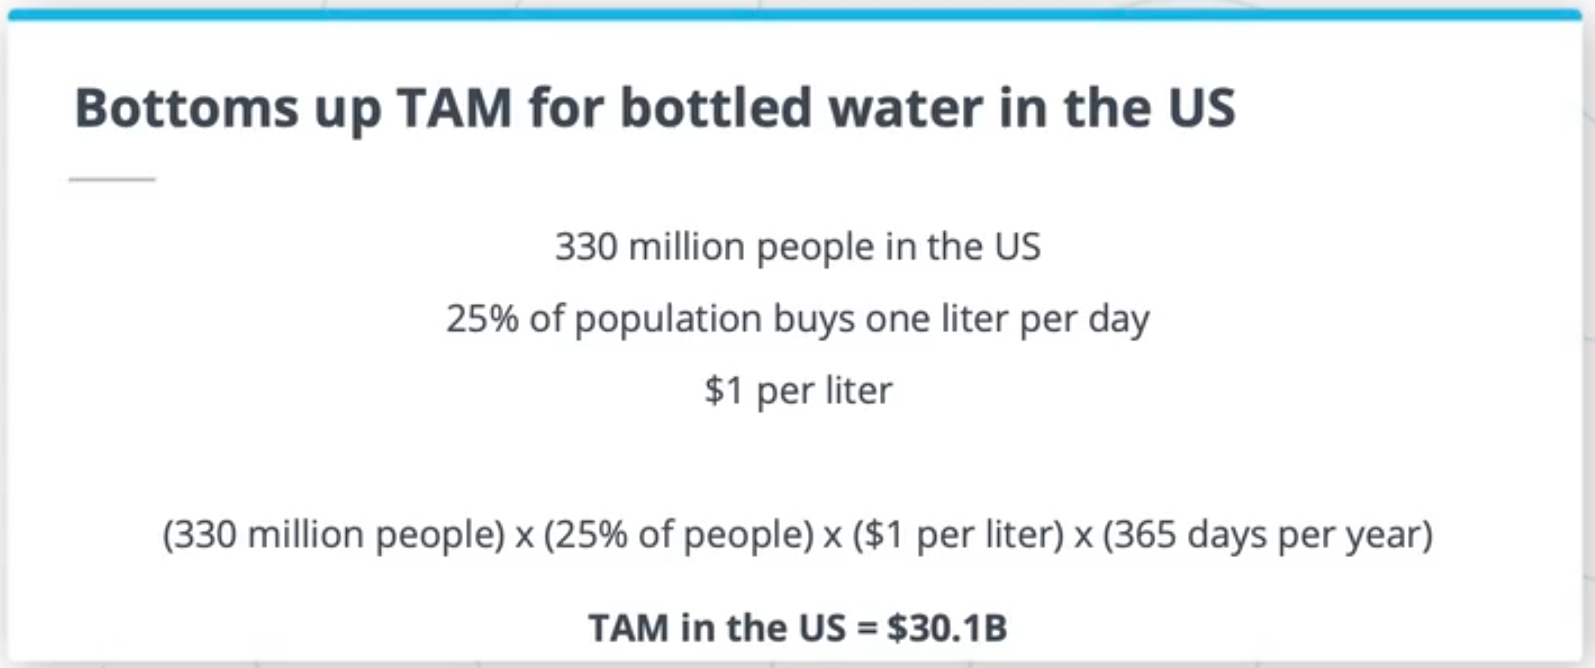 Bottoms up TAM for bottled water in the US
330 million people in the US
25% of population buys one liter per day
$1 per liter
(330 million people) x (25% of people) x ($1 per liter) x (365 days per year)
TAM in the US = $30.1B